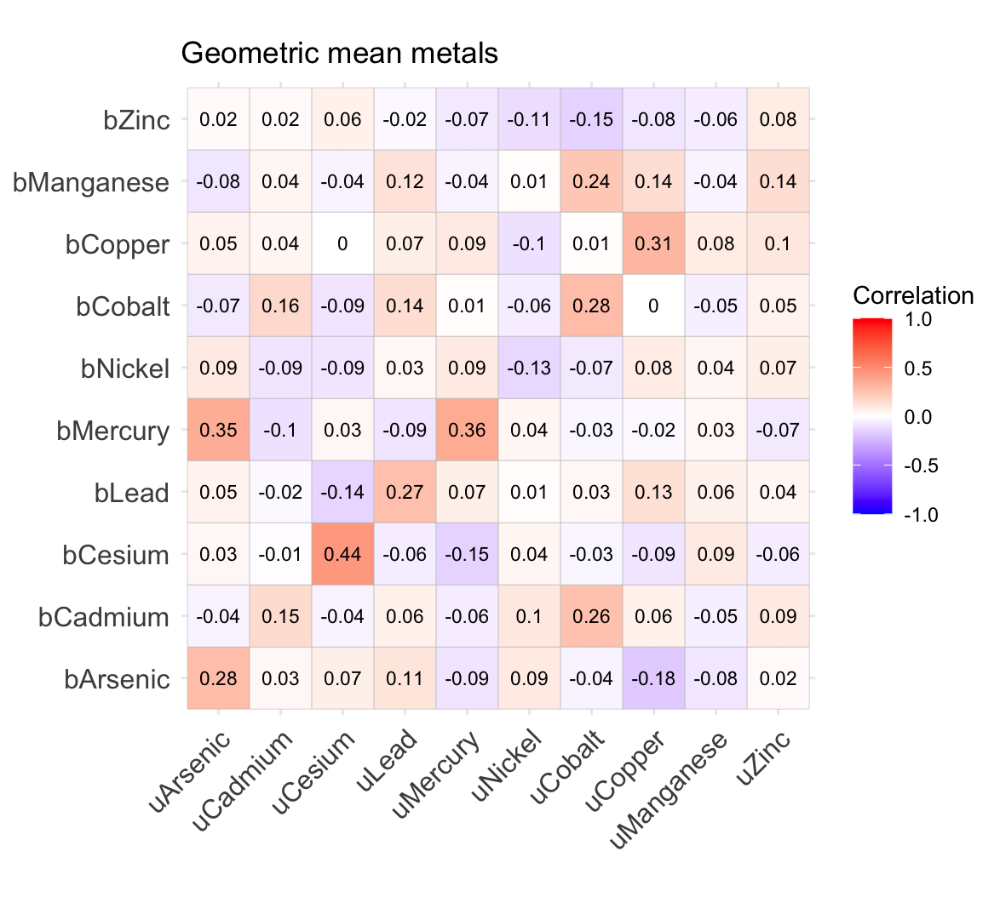 Geometric mean metals
bZinc 0.02 0.02 0.06 -0.02 -0.07 -0.11 -0.15 -0.08 -0.06 0.08
bManganese -0.08 0.04 -0.04 0.12 -0.04 0.01 0.24 0.14 -0.04 0.14
bCopper 0.05 0.04 0 0.07 0.09 -0.1 0.01 0.31 0.08 0.1
bCobalt -0.07 0.16 -0.09 0.14 0.01 -0.06 0.28 0 -0.05 0.05
bNickel 0.09 -0.09 -0.09 0.03 0.09 -0.13 -0.07 0.08 0.04 0.07
bMercury 0.35 -0.1 0.03 -0.09 0.36 0.04 -0.03 -0.02 0.03 -0.07
bLead 0.05 -0.02 -0.14 0.27 0.07 0.01 0.03 0.13 0.06 0.04
bCesium 0.03 -0.01 0.44 -0.06 -0.15 0.04 -0.03 -0.09 0.09 -0.06
bCadmium -0.04 0.15 -0.04 0.06 -0.06 0.1 0.26 0.06 -0.05 0.09
bArsenic 0.28 0.03 0.07 0.11 -0.09 0.09 -0.04 -0.18 -0.08 0.02
uArsenic uCadmium uCesium uLead uMercury uNickel uCobalt uCopper uManganese uZinc
Correlation
1.0
0.5
0.0
-0.5
-1.0